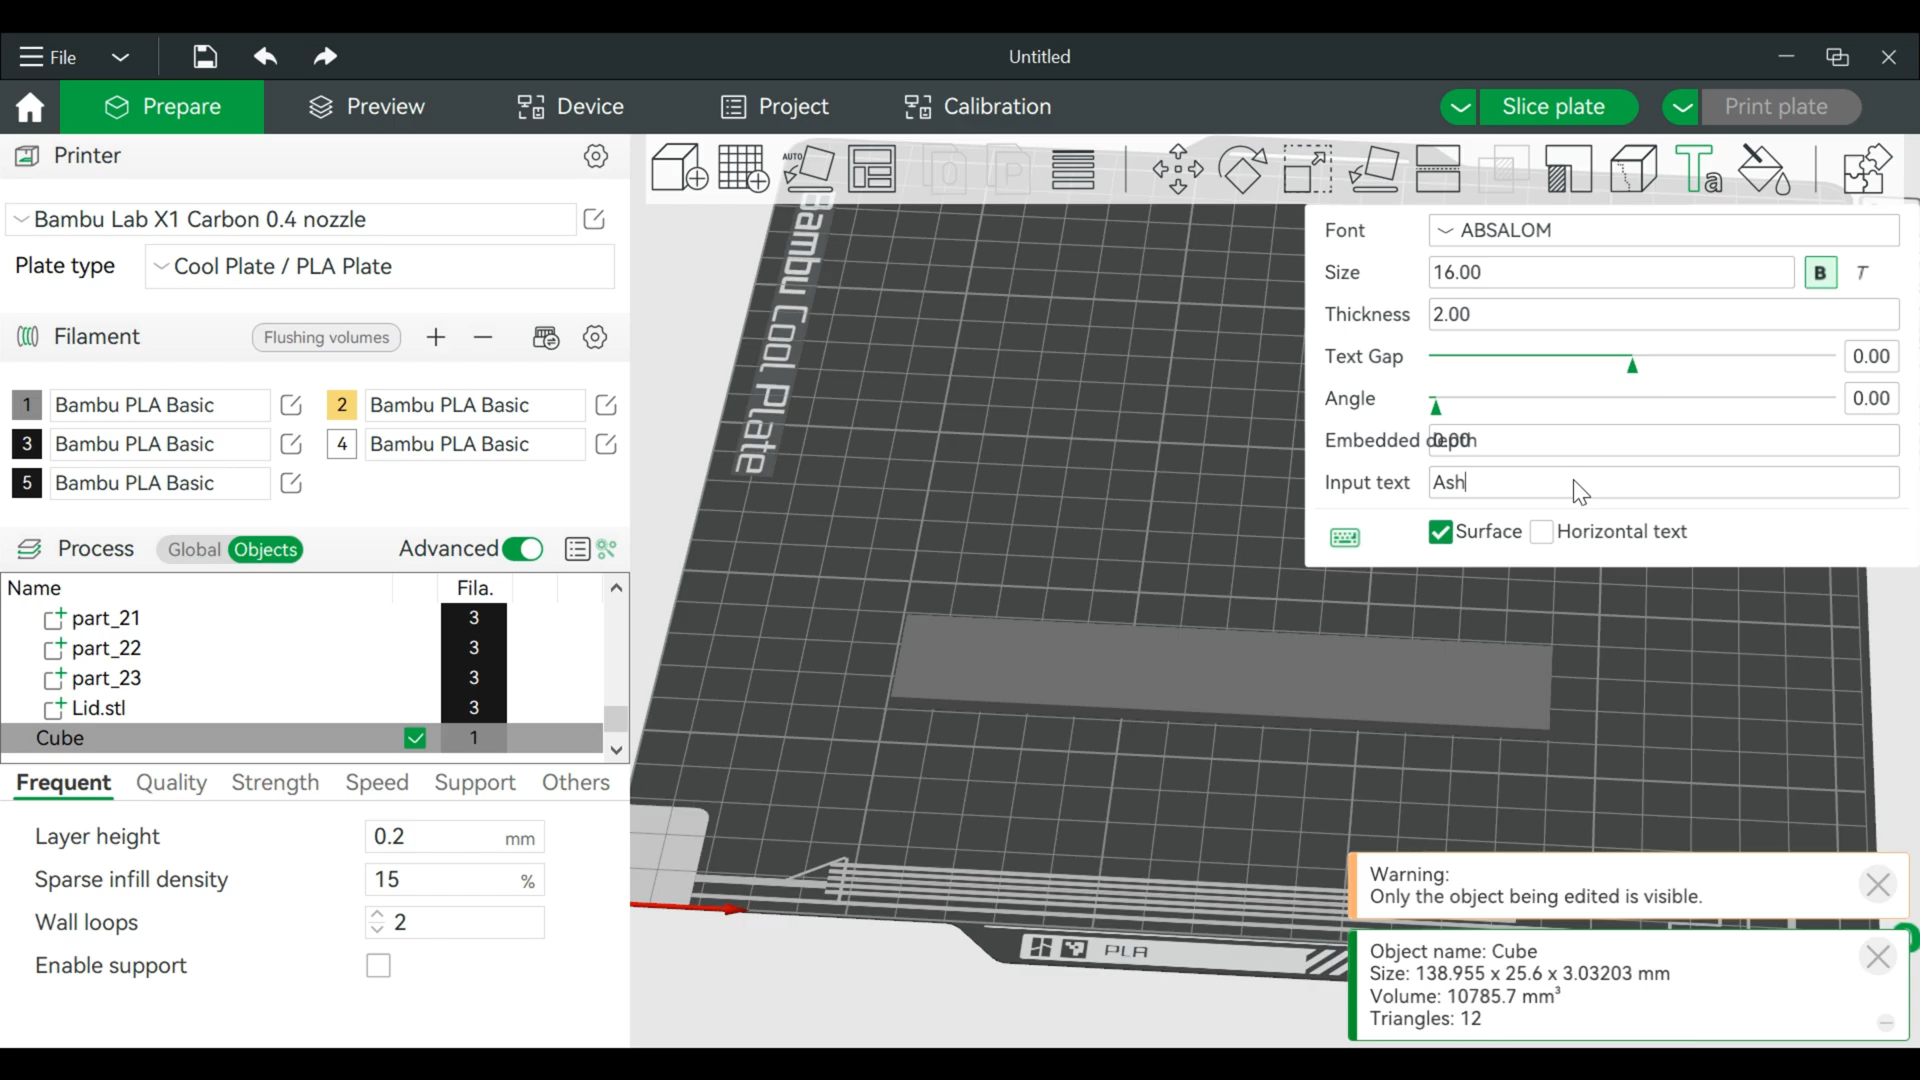 File
Untitled
Prepare
Preview
Device
Project
Calibration
Slice plate
Print plate
Printer
Bambu Lab X1 Carbon 0.4 nozzle
Plate type
Cool Plate / PLA Plate
Filament
Flushing volumes
1 Bambu PLA Basic
2 Bambu PLA Basic
3 Bambu PLA Basic
4 Bambu PLA Basic
5 Bambu PLA Basic
Process
Global Objects
Advanced
Name Fila.
part_21 3
part_22 3
part_23 3
Lid.stl 3
Cube 1
Frequent Quality Strength Speed Support Others
Layer height 0.2 mm
Sparse infill density 15 %
Wall loops 2
Enable support
AUTO
Bambu Cool Plate
Font ABSALOM
Size 16.00 B T
Thickness 2.00
Text Gap 0.00
Angle 0.00
Embedded depth 0.00
Input text Ash
Surface Horizontal text
PLA
Warning:
Only the object being edited is visible.
Object name: Cube
Size: 138.955 x 25.6 x 3.03203 mm
Volume: 10785.7 mm³
Triangles: 12